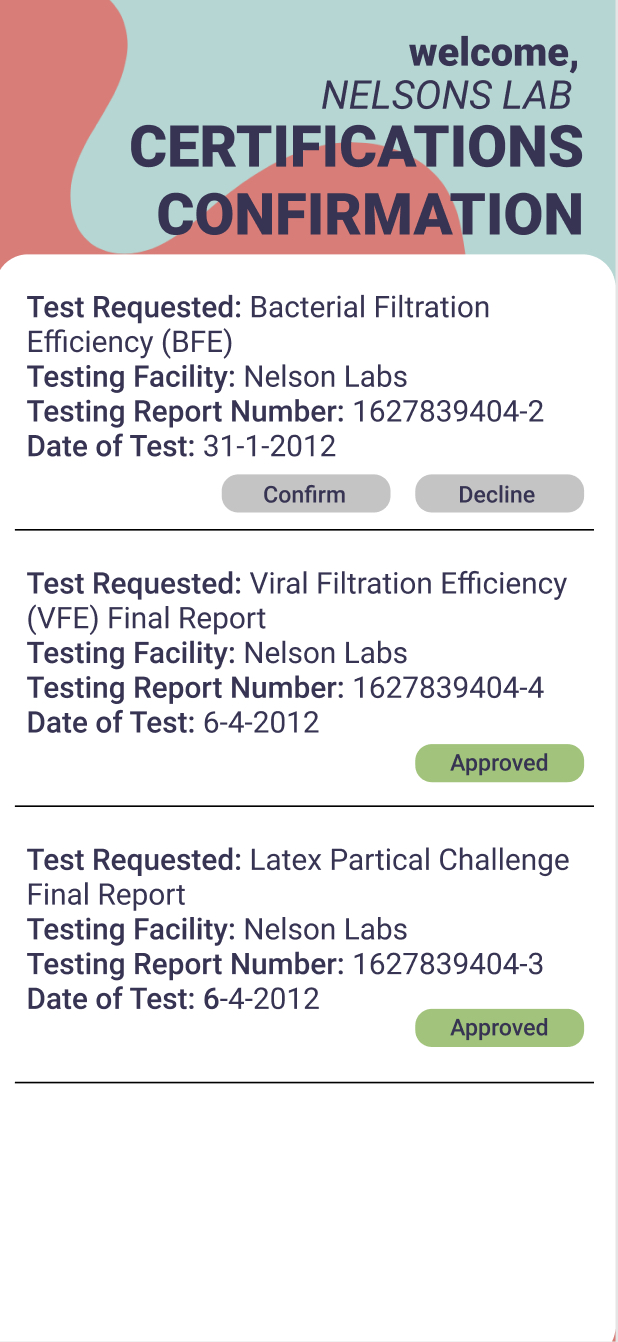 welcome,
NELSONS LAB
CERTIFICATIONS
CONFIRMATION
Test Requested: Bacterial Filtration
Efficiency (BFE)
Testing Facility: Nelson Labs
Testing Report Number: 1627839404-2
Date of Test: 31-1-2012
Confirm Decline
Test Requested: Viral Filtration Efficiency
(VFE) Final Report
Testing Facility: Nelson Labs
Testing Report Number: 1627839404-4
Date of Test: 6-4-2012
Approved
Test Requested: Latex Partical Challenge
Final Report
Testing Facility: Nelson Labs
Testing Report Number: 1627839404-3
Date of Test: 6-4-2012
Approved